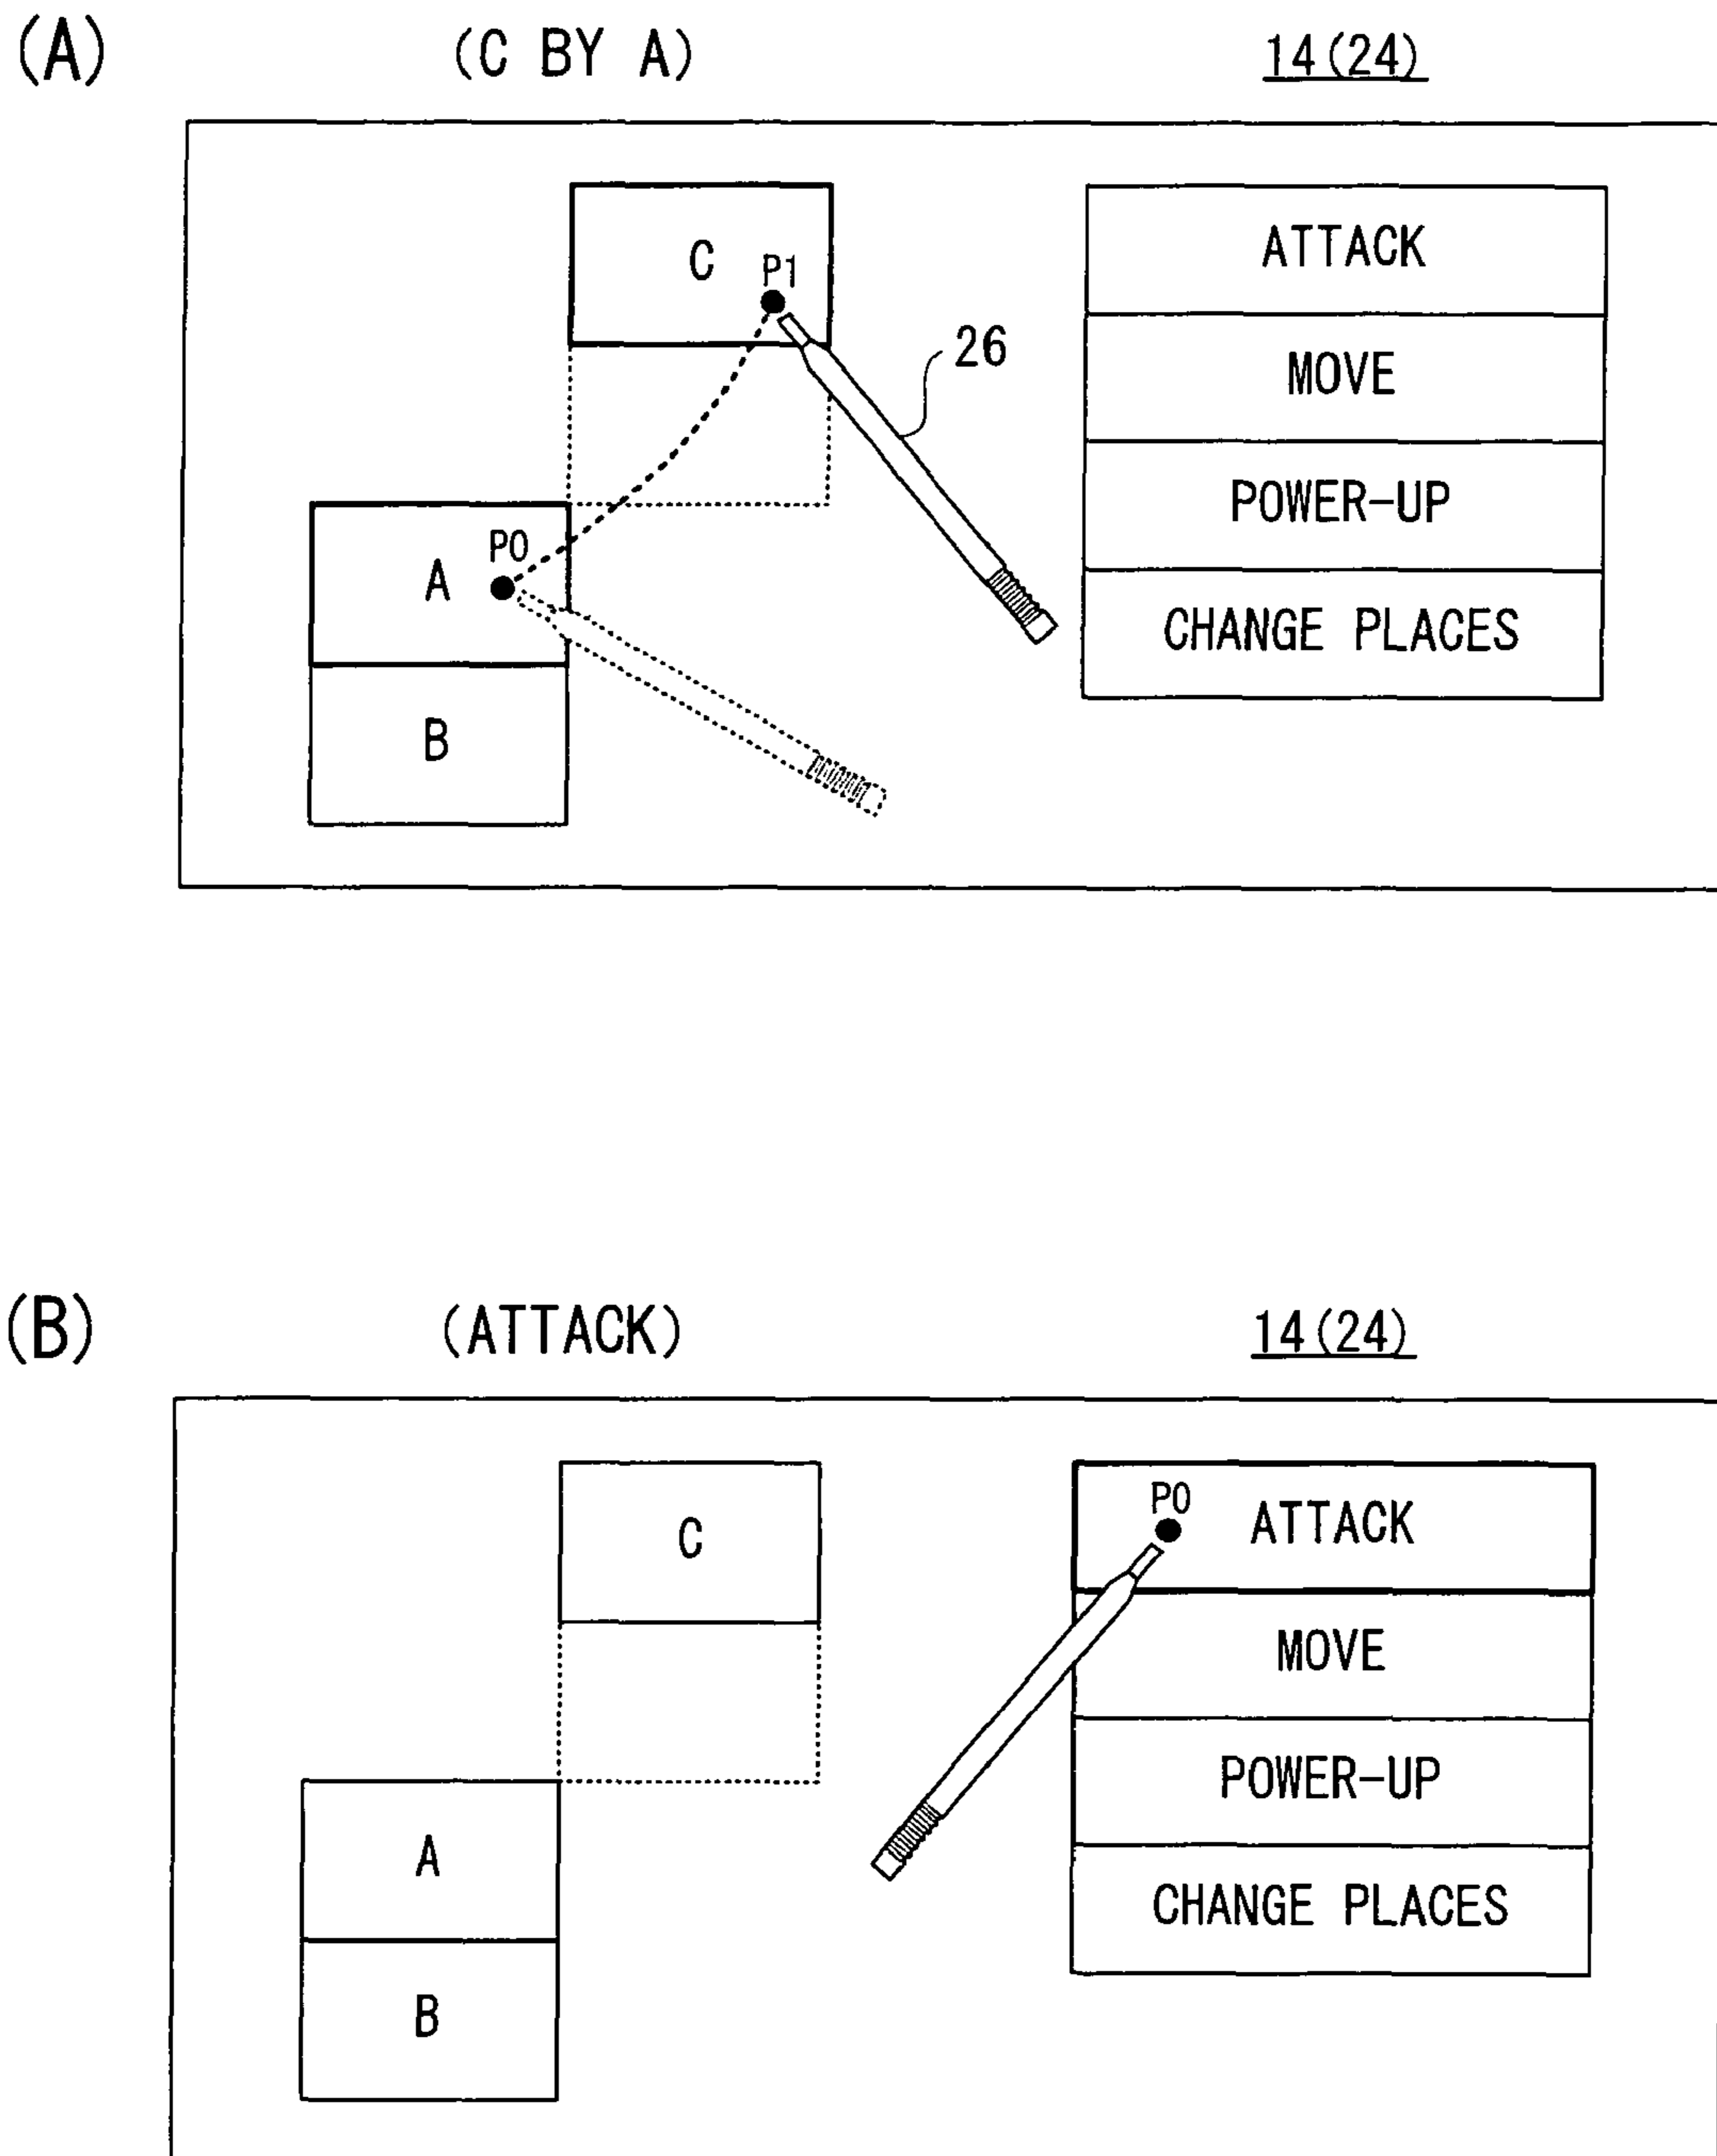 (A) (C BY A) 14(24)
C P1
26
P0
A
B
ATTACK
MOVE
POWER-UP
CHANGE PLACES
(B) (ATTACK) 14(24)
C
A
B
P0
ATTACK
MOVE
POWER-UP
CHANGE PLACES